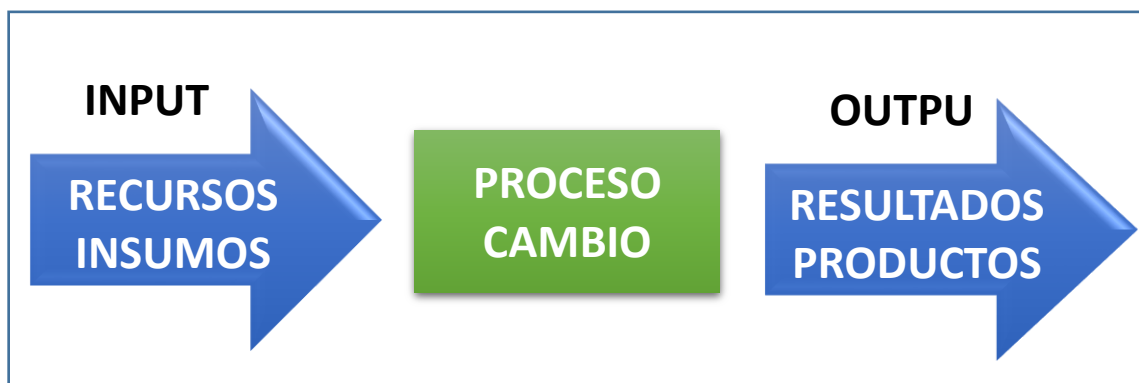 INPUT
RECURSOS
INSUMOS
PROCESO
CAMBIO
OUTPU
RESULTADOS
PRODUCTOS